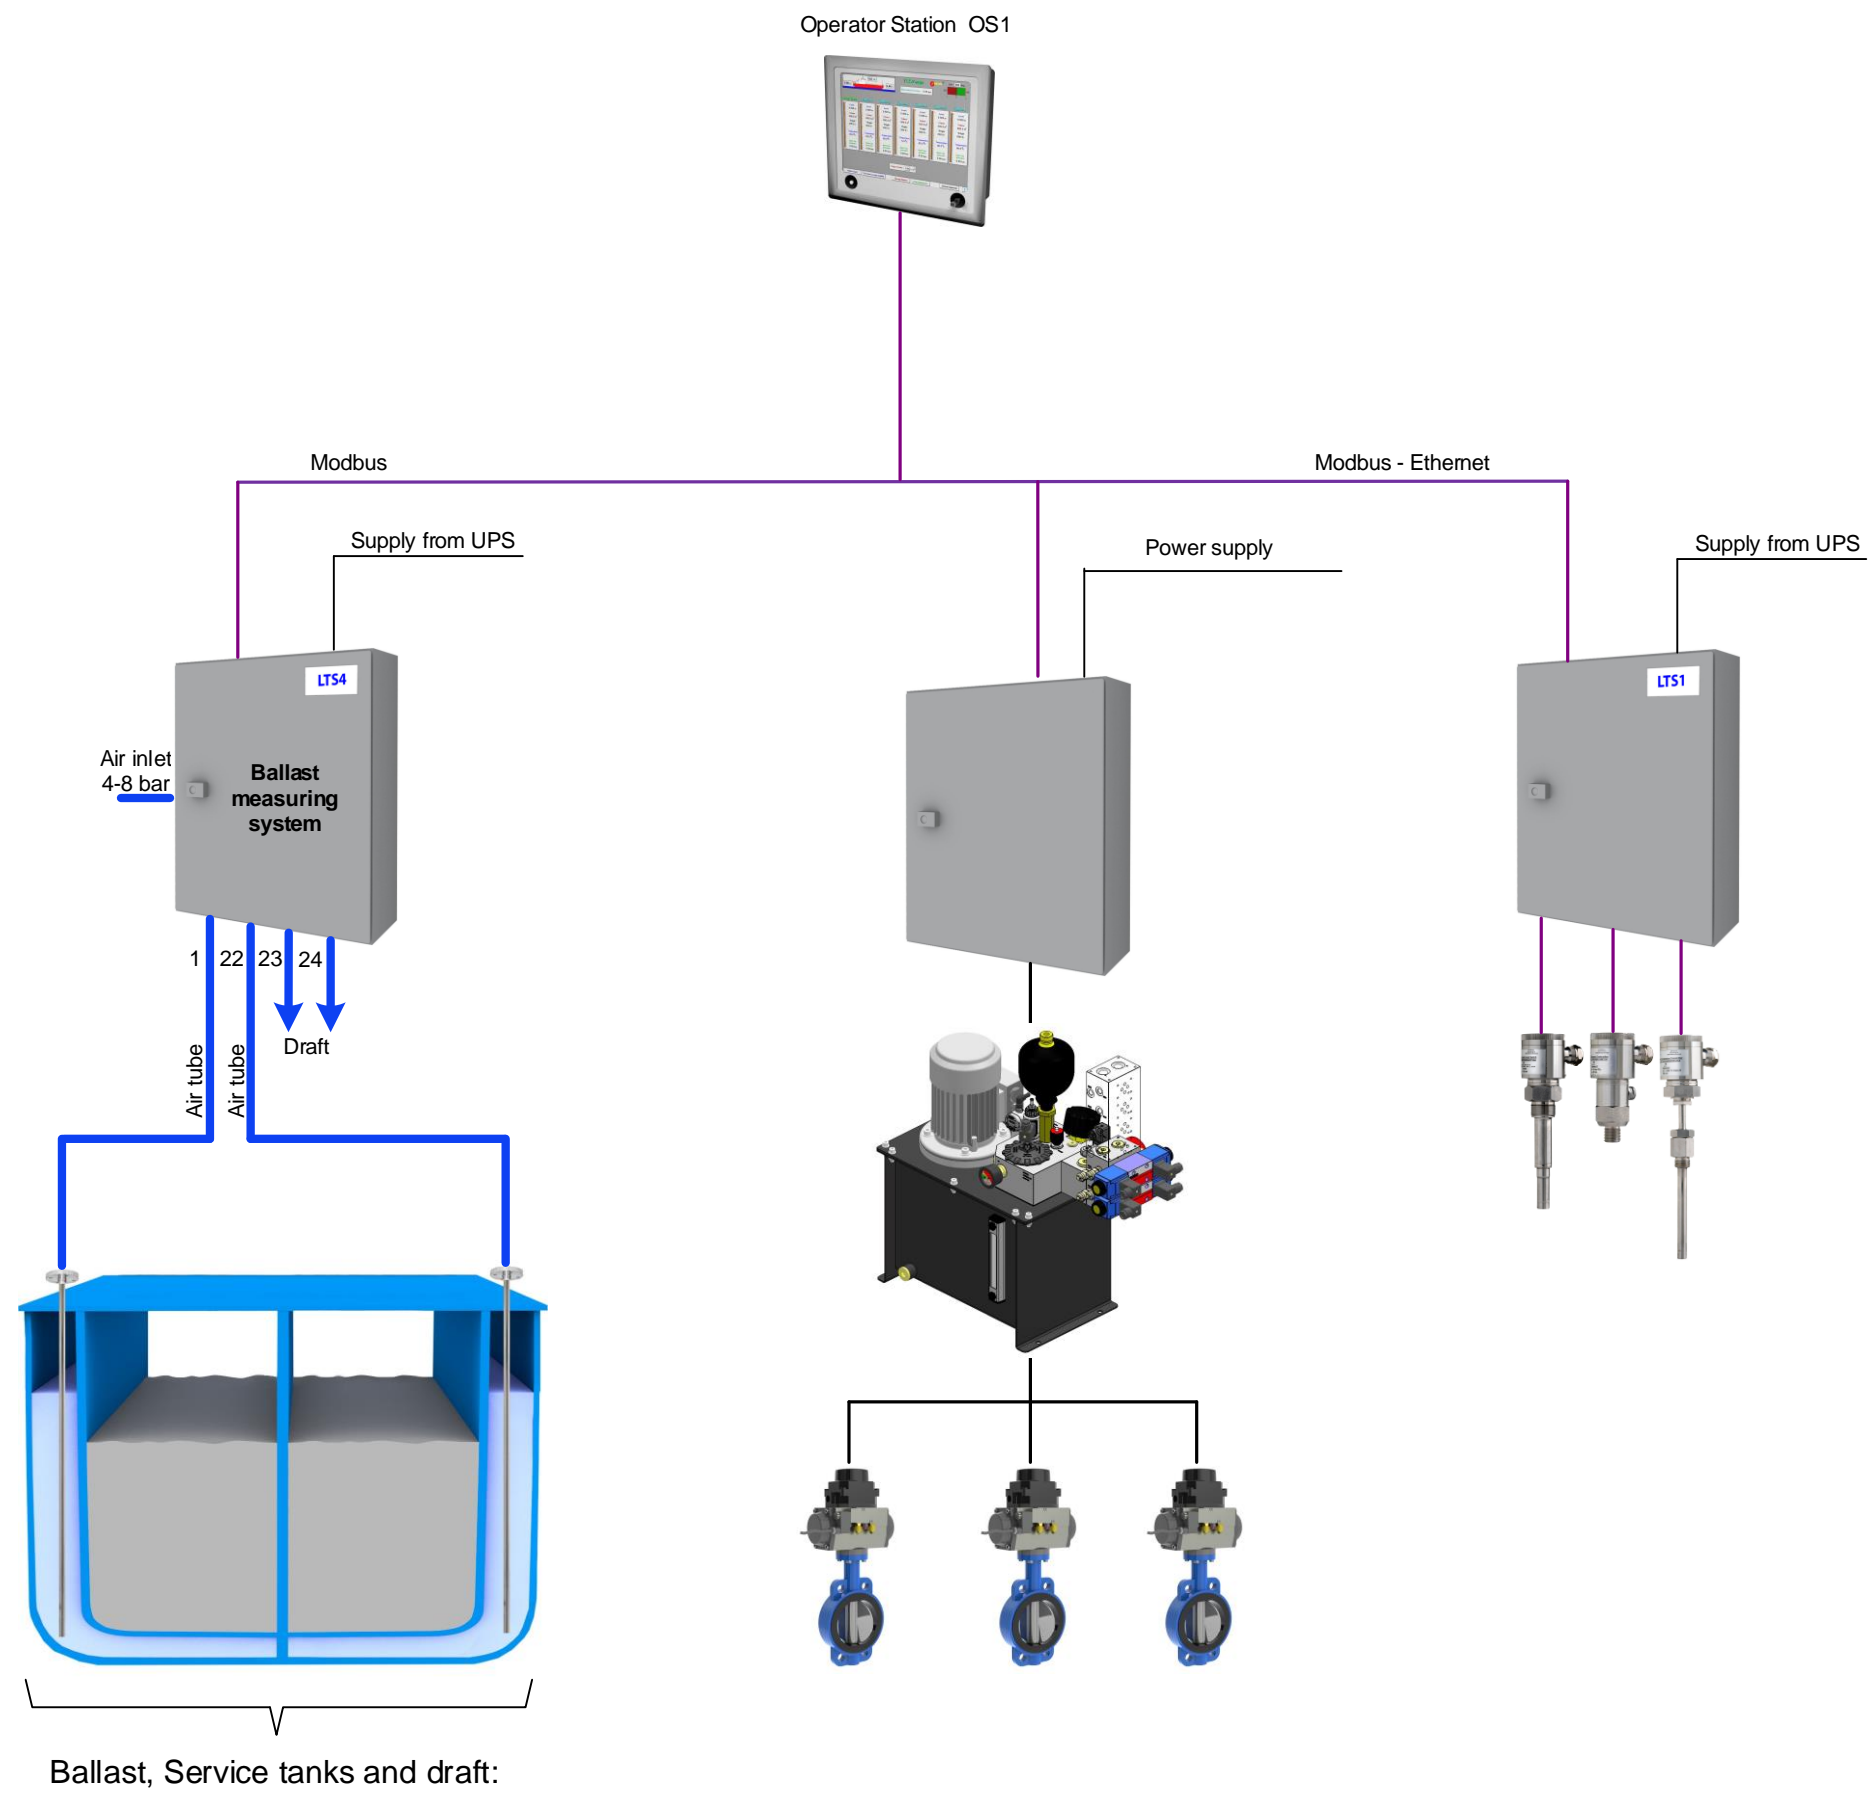 Operator Station OS1
Modbus
Modbus - Ethernet
Supply from UPS
Power supply
Supply from UPS
LTS4
LTS1
Air inlet
4-8 bar
Ballast
measuring
system
1
22
23
24
Draft
Air tube
Air tube
Ballast, Service tanks and draft: